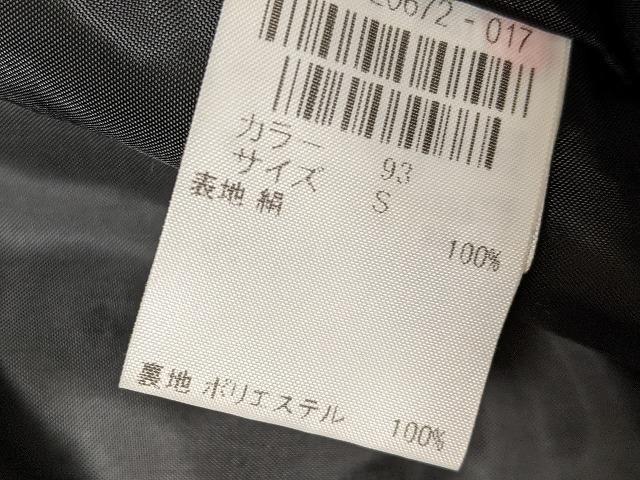 20672-017
カラー 93
サイズ S
表地 絹
100%
裏地 ポリエステル 100%